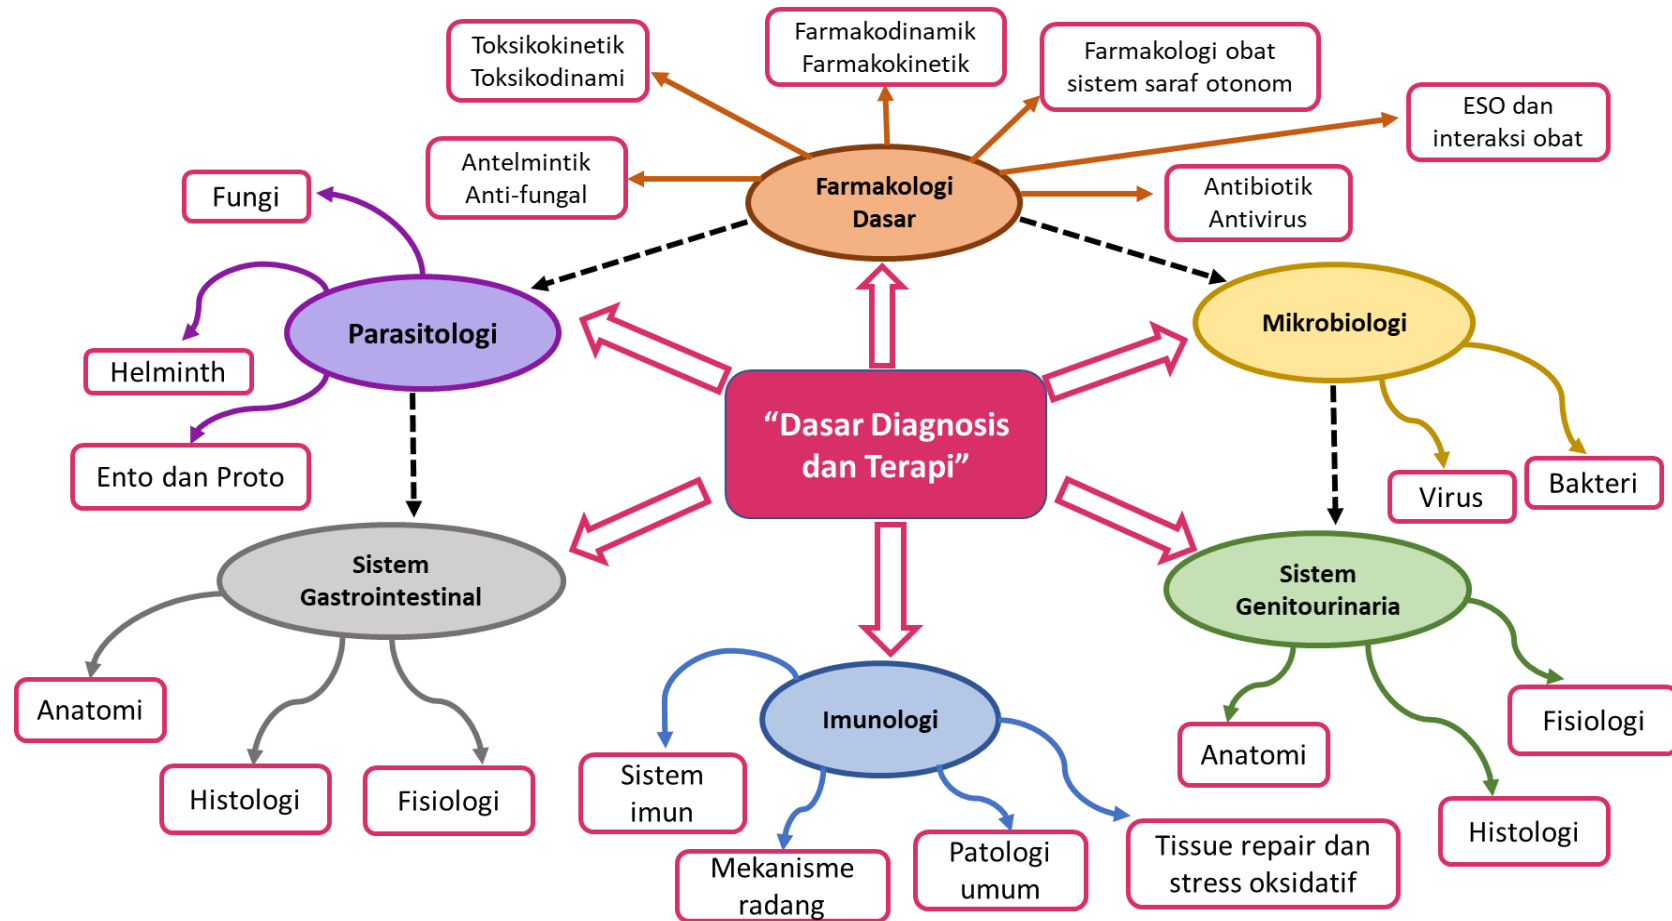 Toksikokinetik
Toksikodinami
Farmakodinamik
Farmakokinetik
Farmakologi obat
sistem saraf otonom
ESO dan
interaksi obat
Antelmintik
Anti-fungal
Farmakologi
Dasar
Antibiotik
Antivirus
Fungi
Parasitologi
Mikrobiologi
Helminth
“Dasar Diagnosis
dan Terapi”
Ento dan Proto
Virus
Bakteri
Sistem
Gastrointestinal
Sistem
Genitourinaria
Anatomi
Histologi
Fisiologi
Imunologi
Sistem
imun
Mekanisme
radang
Patologi
umum
Tissue repair dan
stress oksidatif
Anatomi
Histologi
Fisiologi